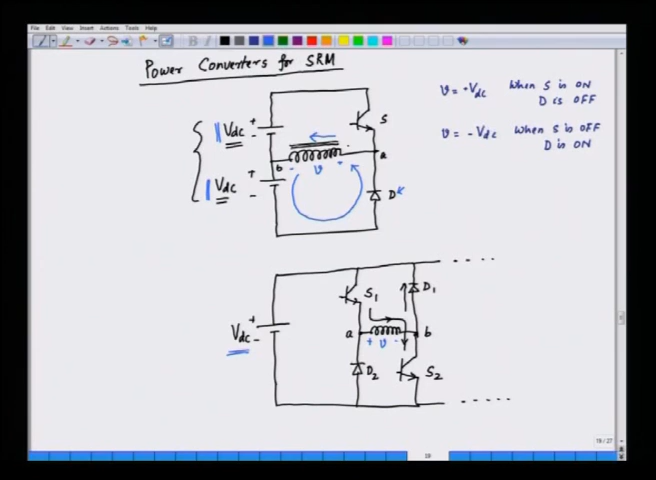 File Edit View Insert Actions Tools Help
Power Converters for SRM
v = +Vdc when S is ON
D is OFF
v = -Vdc when S is OFF
D is ON
+
Vdc
-
S
b
- v +
a
+
Vdc
-
D
S1
D1
+
Vdc
-
a
+ v -
b
D2
S2
19 / 27
19